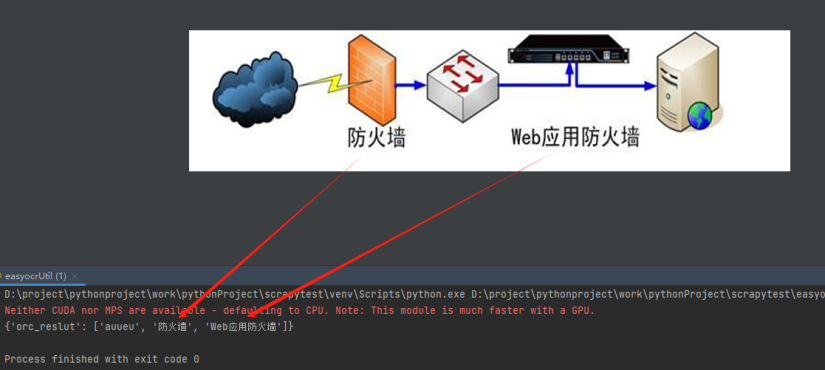 防火墙
Web应用防火墙
easyocrUtil (1)
D:\project\pythonproject\work\pythonProject\scrapytest\venv\Scripts\python.exe D:\project\pythonproject\work\pythonProject\scrapytest\easyo
Neither CUDA nor MPS are available - defaulting to CPU. Note: This module is much faster with a GPU.
{'orc_reslut': ['auueu', '防火墙', 'Web应用防火墙']}
Process finished with exit code 0